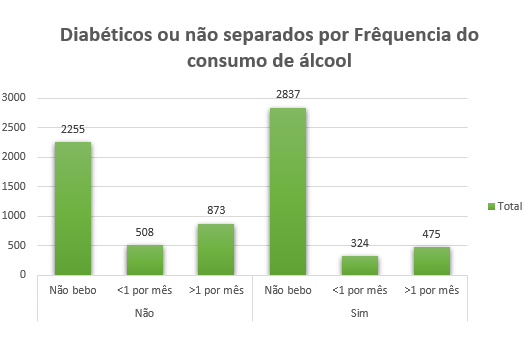 Diabéticos ou não separados por Frêquencia do
consumo de álcool
3000
2500
2000
1500
1000
500
0
2255
508
873
2837
324
475
Não bebo
<1 por mês
>1 por mês
Não bebo
<1 por mês
>1 por mês
Não
Sim
Total